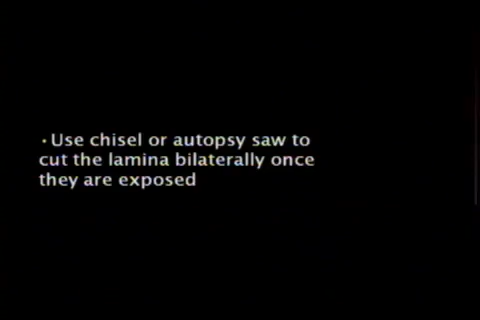 •Use chisel or autopsy saw to
cut the lamina bilaterally once
they are exposed